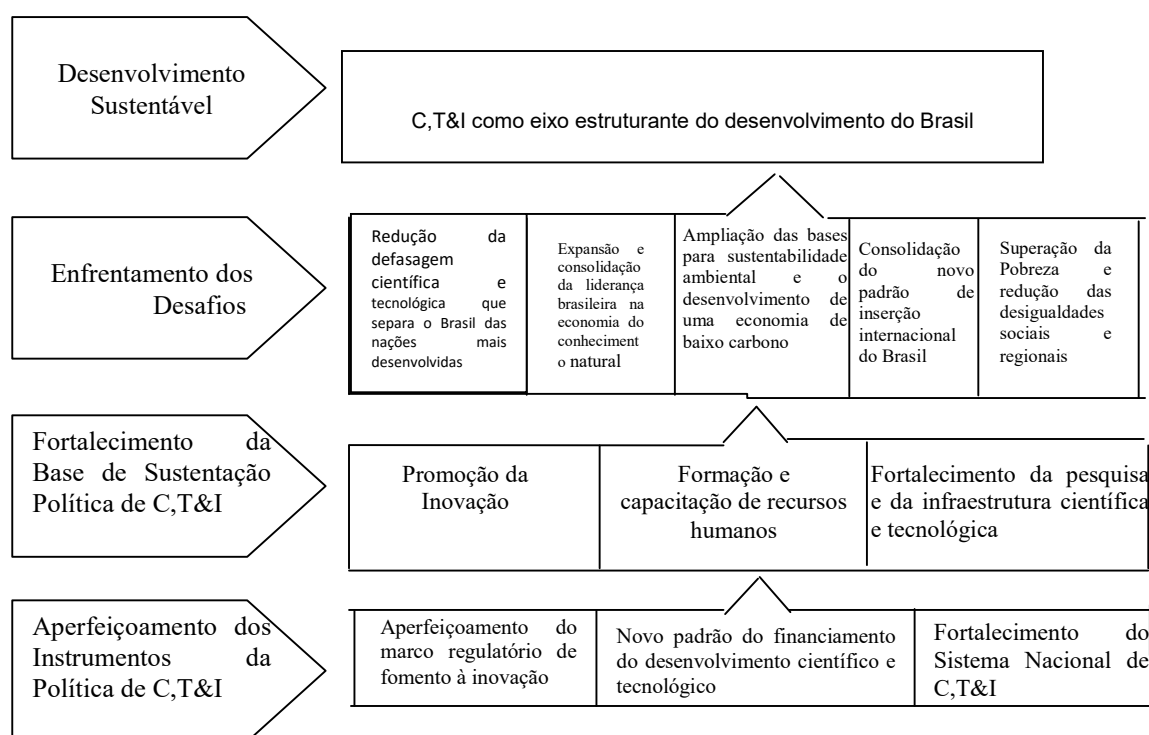 Desenvolvimento
Sustentável
C,T&I como eixo estruturante do desenvolvimento do Brasil
Enfrentamento dos
Desafios
Redução da
defasagem
científica e
tecnológica que
separa o Brasil das
nações mais
desenvolvidas
Expansão e
consolidação
da liderança
brasileira na
economia do
conheciment
o natural
Ampliação das bases
para sustentabilidade
ambiental e o
desenvolvimento de
uma economia de
baixo carbono
Consolidação
do novo
padrão de
inserção
internacional
do Brasil
Superação da
Pobreza e
redução das
desigualdades
sociais e
regionais
Fortalecimento da
Base de Sustentação
Política de C,T&I
Promoção da
Inovação
Formação e
capacitação de recursos
humanos
Fortalecimento da pesquisa
e da infraestrutura científica
e tecnológica
Aperfeiçoamento dos
Instrumentos da
Política de C,T&I
Aperfeiçoamento do
marco regulatório de
fomento à inovação
Novo padrão do financiamento
do desenvolvimento científico e
tecnológico
Fortalecimento do
Sistema Nacional de
C,T&I